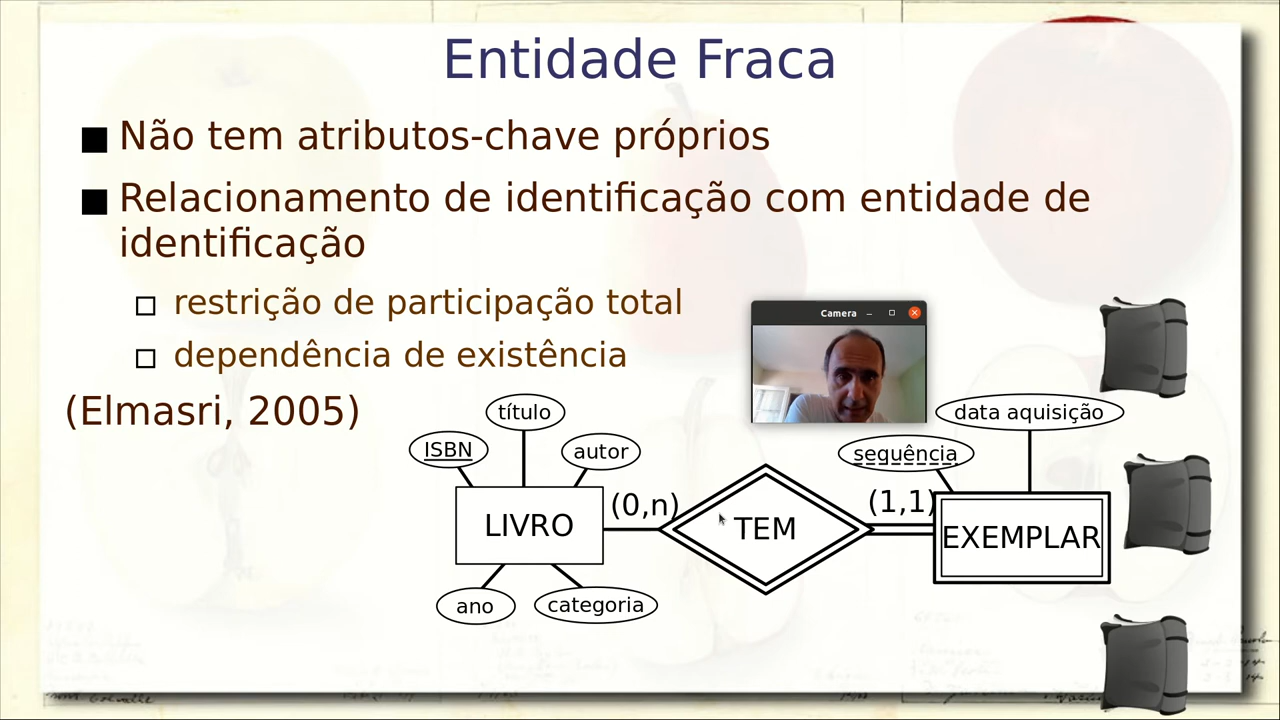 Entidade Fraca
Não tem atributos-chave próprios
Relacionamento de identificação com entidade de
identificação
restrição de participação total
dependência de existência
(Elmasri, 2005)
Camera
título
data aquisição
ISBN
autor
sequência
(0,n)
(1,1)
LIVRO
TEM
EXEMPLAR
ano
categoria